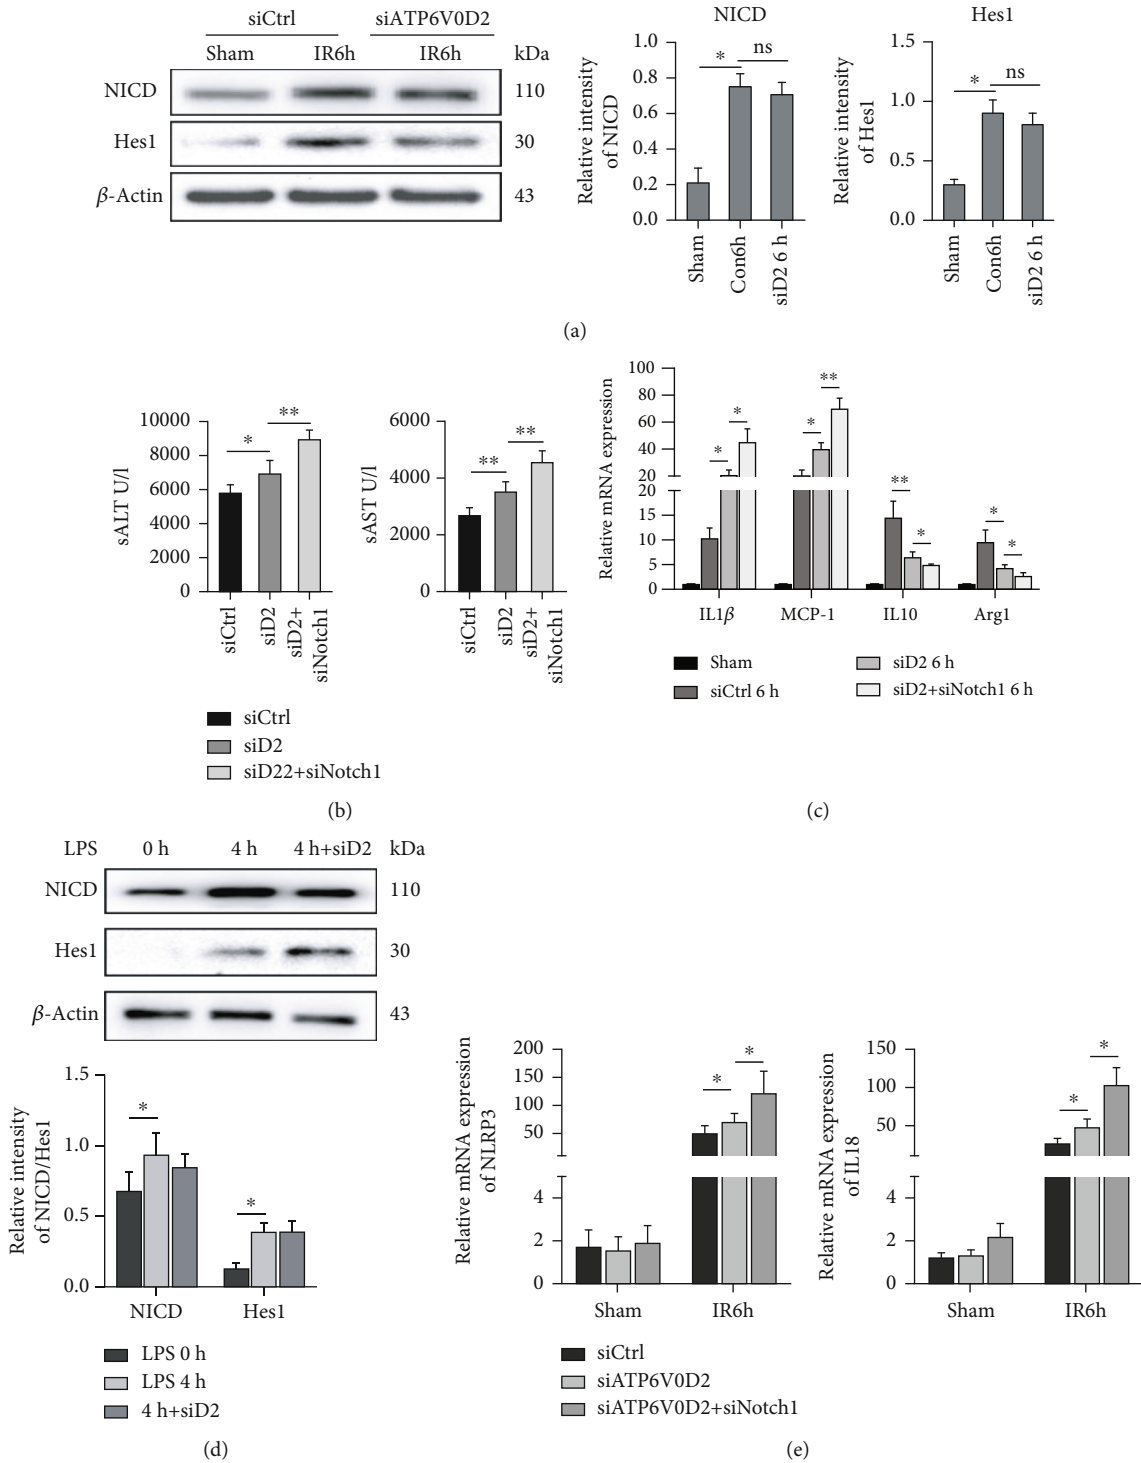 siCtrl siATP6V0D2
Sham IR6h IR6h kDa
NICD 110
Hes1 30
β-Actin 43
NICD
Relative intensity
of NICD
0.0
0.2
0.4
0.6
0.8
1.0
* ns
Sham
Con6h
siD2 6 h
Hes1
Relative intensity
of Hes1
0.0
0.5
1.0
1.5
* ns
Sham
Con6h
siD2 6 h
(a)
sALT U/l
10000
8000
6000
4000
2000
0
* **
siCtrl
siD2
siD2+
siNotch1
sAST U/l
6000
4000
2000
0
** **
siCtrl
siD2
siD2+
siNotch1
siCtrl
siD2
siD22+siNotch1
(b)
Relative mRNA expression
100
80
60
40
20
20
15
10
5
0
* * * ** ** * * *
IL1β MCP-1 IL10 Arg1
Sham
siCtrl 6 h
siD2 6 h
siD2+siNotch1 6 h
(c)
LPS 0 h 4 h 4 h+siD2 kDa
NICD 110
Hes1 30
β-Actin 43
Relative intensity
of NICD/Hes1
1.5
1.0
0.5
0.0
* *
NICD Hes1
LPS 0 h
LPS 4 h
4 h+siD2
(d)
Relative mRNA expression
of NLRP3
200
150
100
50
4
2
0
* *
Sham IR6h
Relative mRNA expression
of IL18
150
100
50
4
2
0
* *
Sham IR6h
siCtrl
siATP6V0D2
siATP6V0D2+siNotch1
(e)